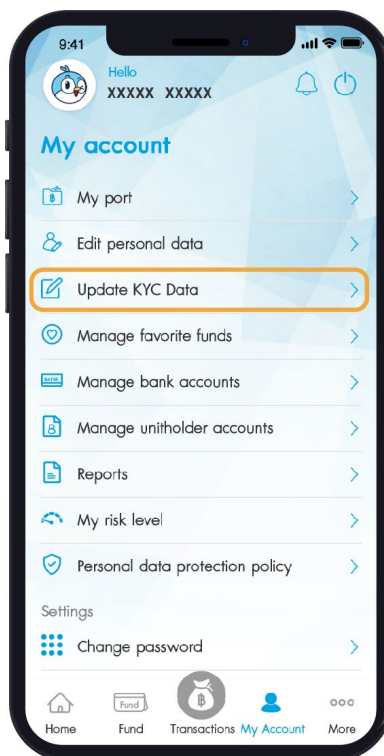 9:41
Hello
xxxxx xxxxx
My account
฿
My port
Edit personal data
Update KYC Data
Manage favorite funds
BANK
Manage bank accounts
Manage unitholder accounts
Reports
My risk level
Personal data protection policy
Settings
Change password
Fund
฿
Home
Fund
Transactions
My Account
More